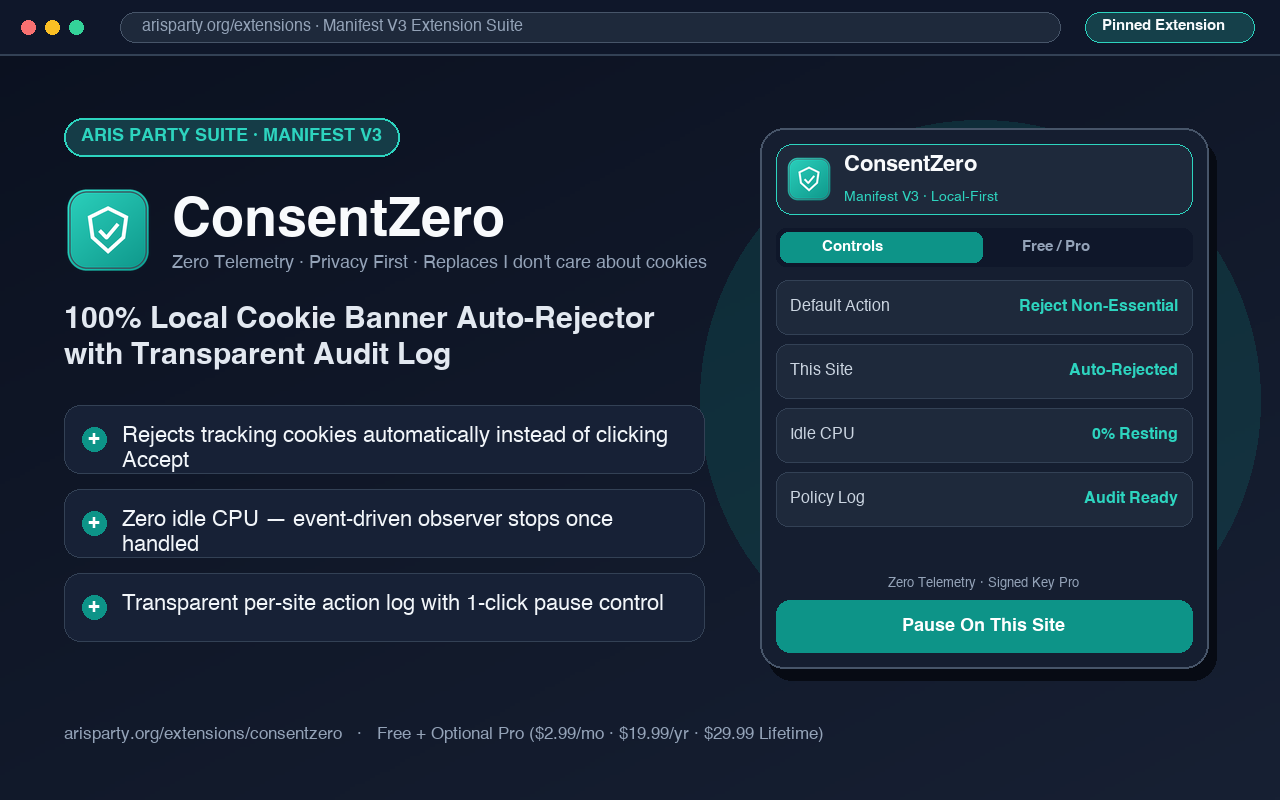 arisparty.org/extensions · Manifest V3 Extension Suite
Pinned Extension
ARIS PARTY SUITE · MANIFEST V3
ConsentZero
Zero Telemetry · Privacy First · Replaces I don't care about cookies
100% Local Cookie Banner Auto-Rejector
with Transparent Audit Log
Rejects tracking cookies automatically instead of clicking
Accept
Zero idle CPU — event-driven observer stops once
handled
Transparent per-site action log with 1-click pause control
ConsentZero
Manifest V3 · Local-First
Controls
Free / Pro
Default Action
Reject Non-Essential
This Site
Auto-Rejected
Idle CPU
0% Resting
Policy Log
Audit Ready
Zero Telemetry · Signed Key Pro
Pause On This Site
arisparty.org/extensions/consentzero · Free + Optional Pro ($2.99/mo · $19.99/yr · $29.99 Lifetime)